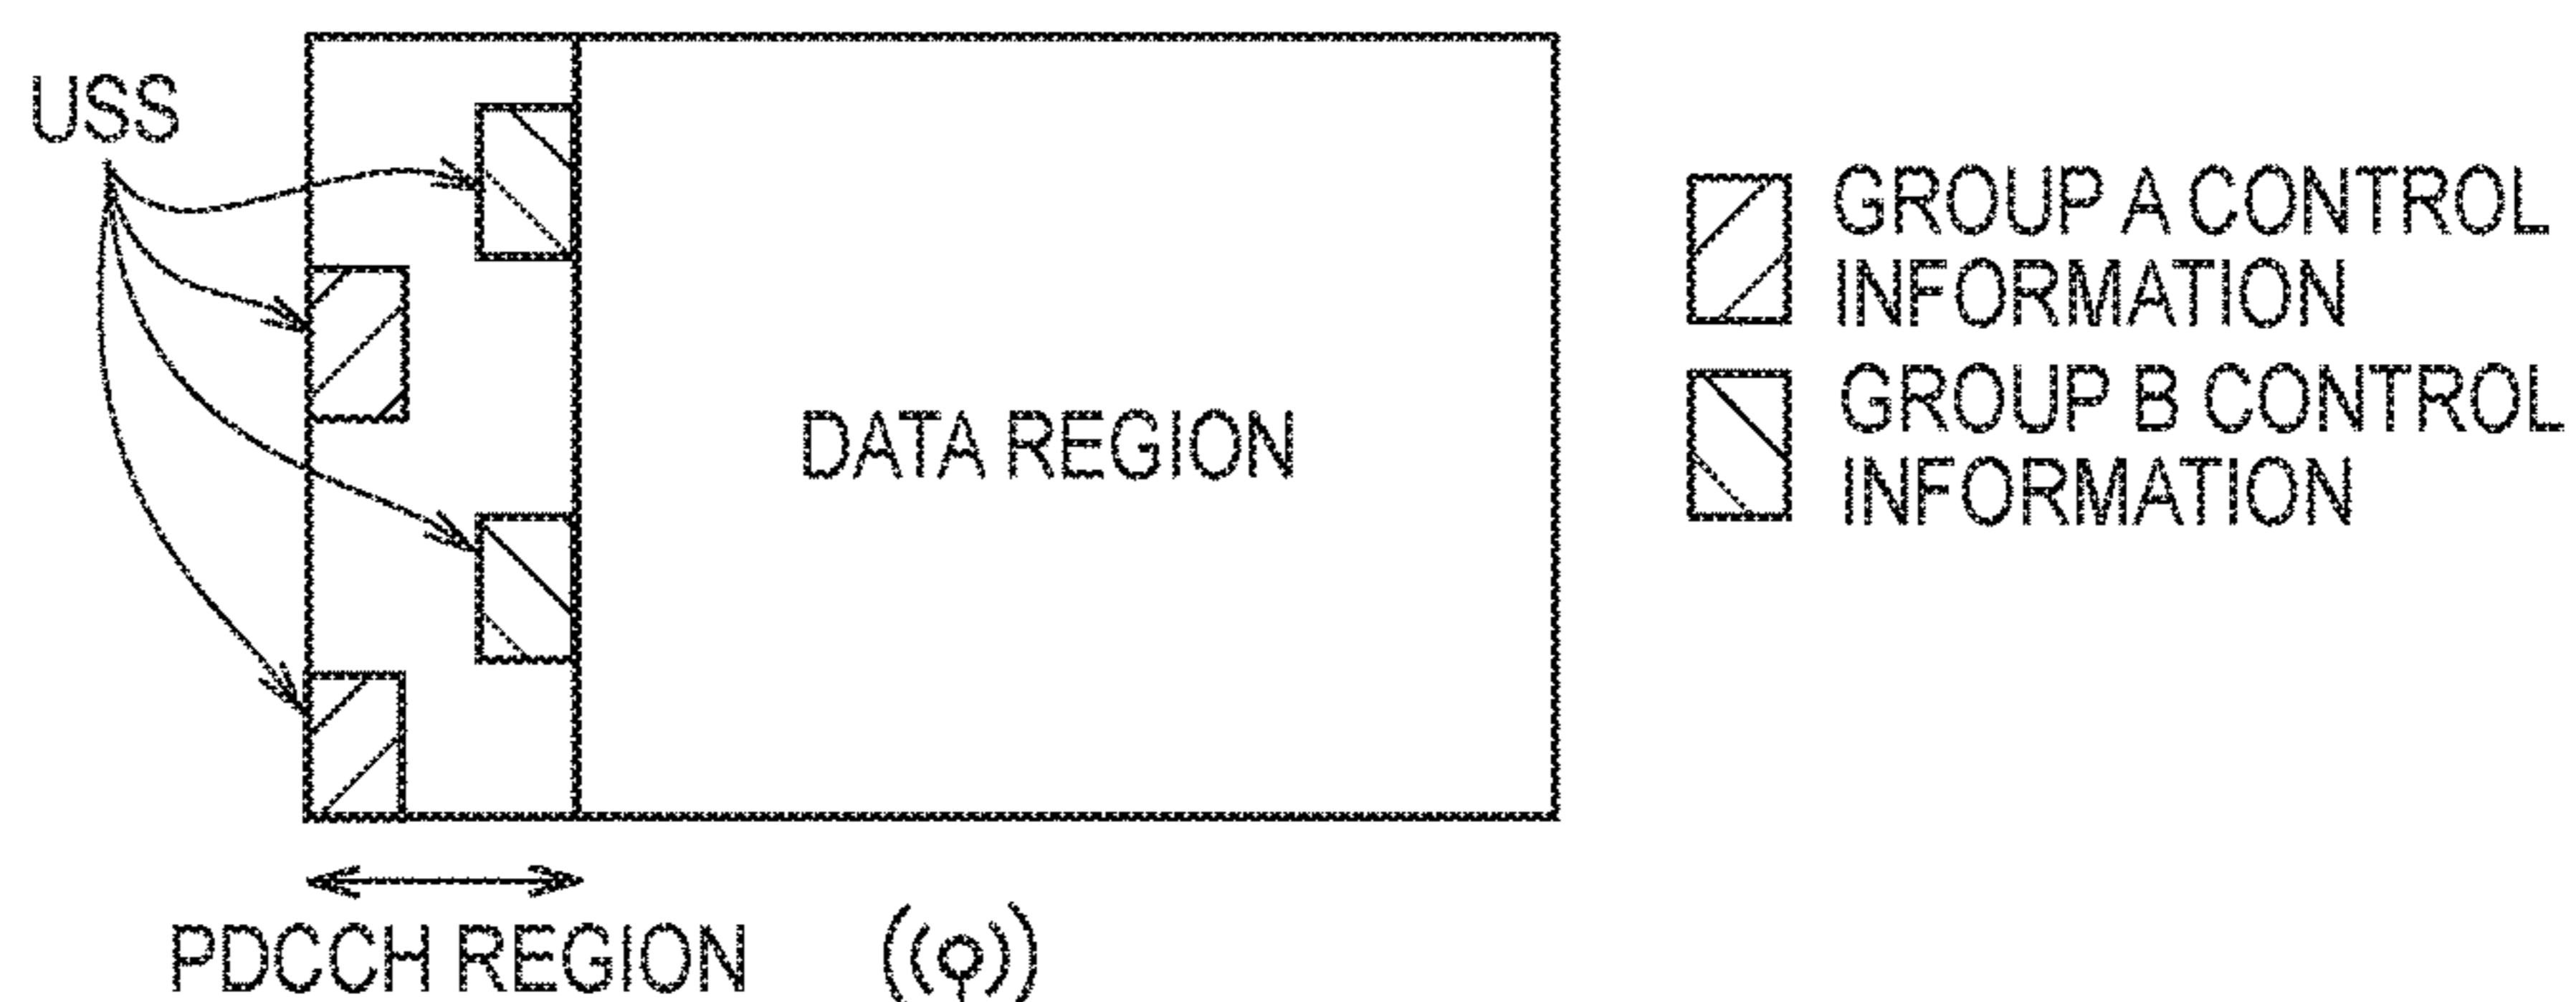 USS
GROUP A CONTROL
INFORMATION
GROUP B CONTROL
INFORMATION
DATA REGION
PDCCH REGION